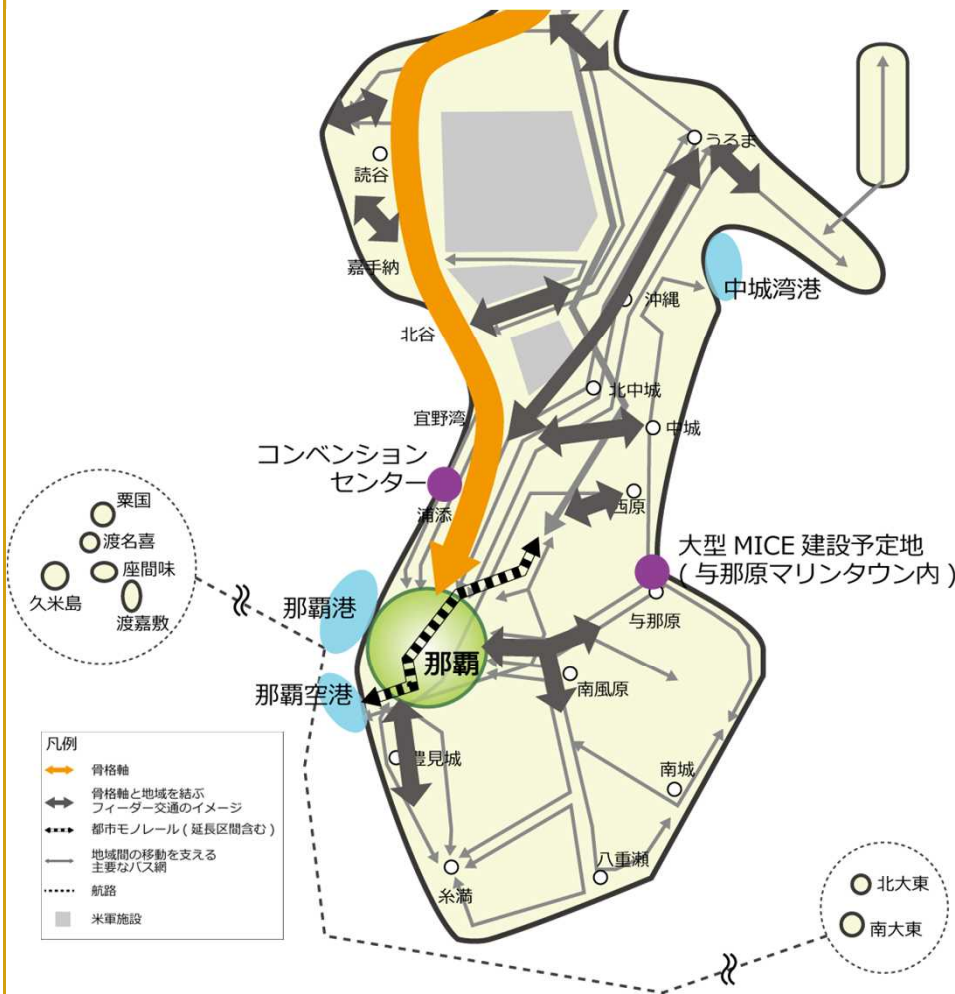 うるま
読谷
嘉手納
中城湾港
沖縄
北谷
北中城
宜野湾
中城
コンベンション
センター
浦添
西原
粟国
渡名喜
座間味
久米島
渡嘉敷
大型 MICE 建設予定地
(与那原マリンタウン内)
与那原
那覇港
那覇
南風原
那覇空港
豊見城
南城
八重瀬
糸満
北大東
南大東
凡例
骨格軸
骨格軸と地域を結ぶ
フィーダー交通のイメージ
都市モノレール(延長区間含む)
地域間の移動を支える
主要なバス網
航路
米軍施設